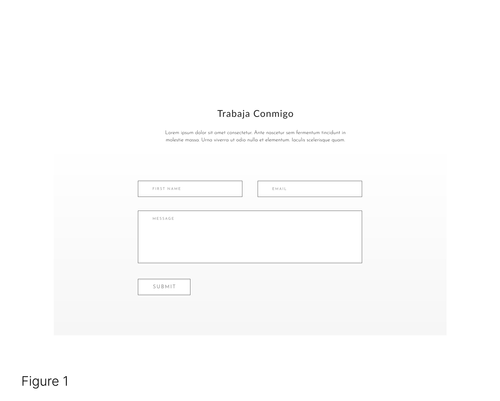 Trabaja Conmigo
Lorem ipsum dolor sit amet consectetur. Ante nascetur sem fermentum tincidunt in
molestie massa. Urna viverra ut odio nulla et elementum. Iaculis scelerisque quam.
FIRST NAME
EMAIL
MESSAGE
SUBMIT
Figure 1